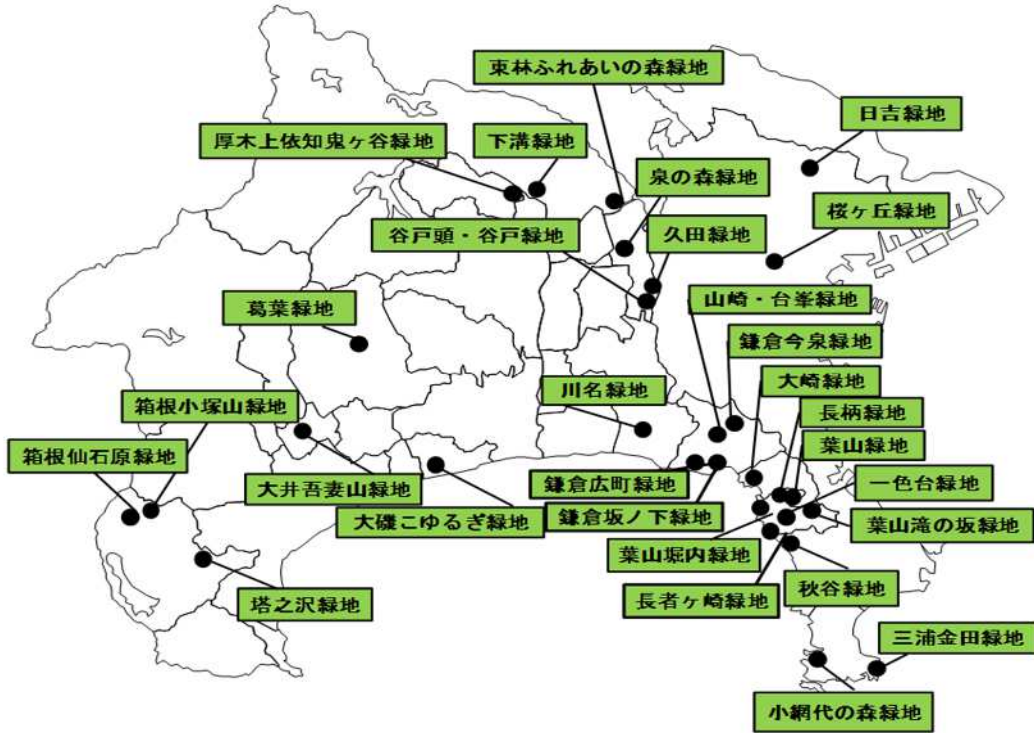 束林ふれあいの森緑地
日吉緑地
厚木上依知鬼ヶ谷緑地
下溝緑地
泉の森緑地
桜ヶ丘緑地
谷戸頭・谷戸緑地
久田緑地
葛葉緑地
山崎・台峯緑地
鎌倉今泉緑地
川名緑地
大崎緑地
箱根小塚山緑地
長柄緑地
葉山緑地
箱根仙石原緑地
大井吾妻山緑地
鎌倉広町緑地
一色台緑地
大磯こゆるぎ緑地
鎌倉坂ノ下緑地
葉山滝の坂緑地
葉山堀内緑地
秋谷緑地
長者ヶ崎緑地
塔之沢緑地
三浦金田緑地
小網代の森緑地